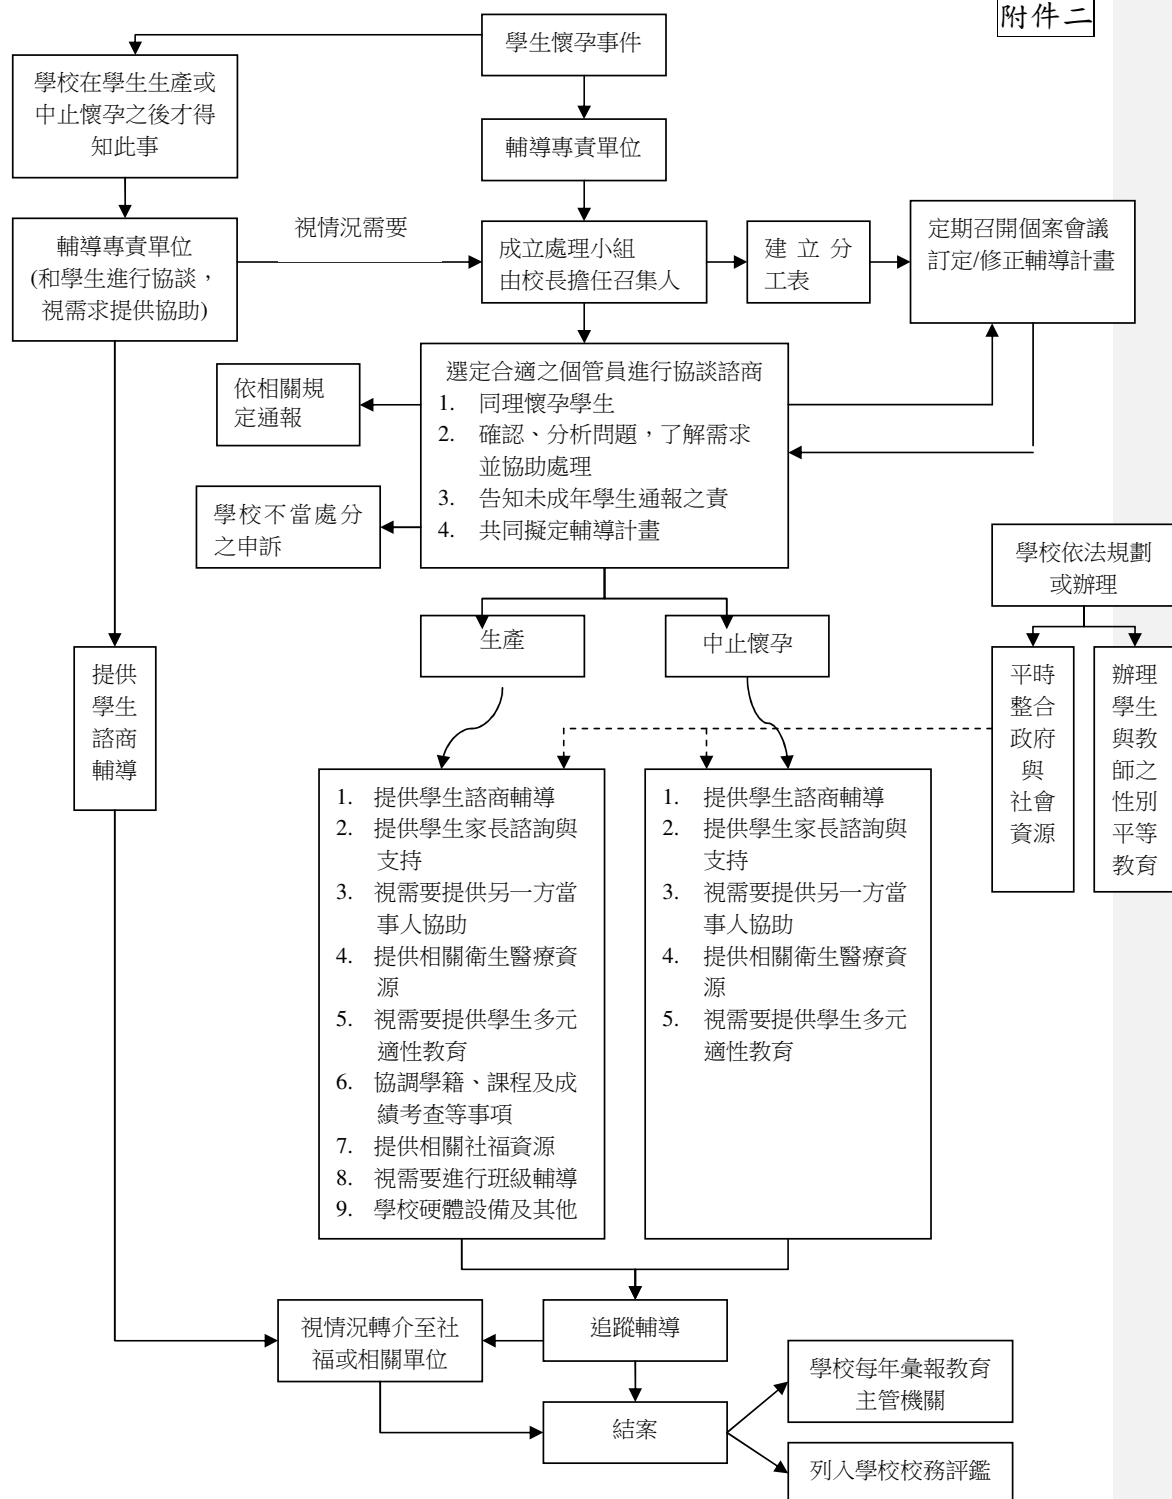 附件二
學生懷孕事件
學校在學生生產或
中止懷孕之後才得
知此事
輔導專責單位
輔導專責單位
(和學生進行協談，
視需求提供協助)
視情況需要
成立處理小組
由校長擔任召集人
建立分
工表
定期召開個案會議
訂定/修正輔導計畫
選定合適之個管員進行協談諮商
1. 同理懷孕學生
2. 確認、分析問題，了解需求
並協助處理
3. 告知未成年學生通報之責
4. 共同擬定輔導計畫
依相關規
定通報
學校不當處分
之申訴
學校依法規劃
或辦理
生產
中止懷孕
提供
學生
諮商
輔導
平時
整合
政府
與
社會
資源
辦理
學生
與教
師之
性別
平等
教育
1. 提供學生諮商輔導
2. 提供學生家長諮詢與
支持
3. 視需要提供另一方當
事人協助
4. 提供相關衛生醫療資
源
5. 視需要提供學生多元
適性教育
6. 協調學籍、課程及成
績考查等事項
7. 提供相關社福資源
8. 視需要進行班級輔導
9. 學校硬體設備及其他
1. 提供學生諮商輔導
2. 提供學生家長諮詢與
支持
3. 視需要提供另一方當
事人協助
4. 提供相關衛生醫療資
源
5. 視需要提供學生多元
適性教育
視情況轉介至社
福或相關單位
追蹤輔導
結案
學校每年彙報教育
主管機關
列入學校校務評鑑